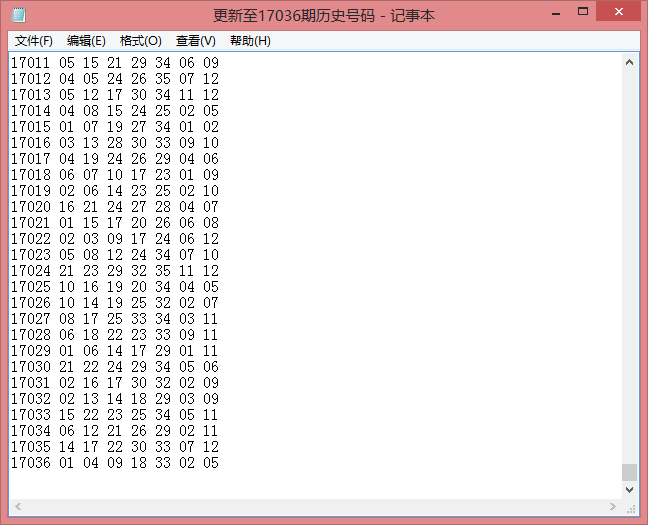 更新至17036期历史号码 - 记事本
文件(F) 编辑(E) 格式(O) 查看(V) 帮助(H)
17011 05 15 21 29 34 06 09
17012 04 05 24 26 35 07 12
17013 05 12 17 30 34 11 12
17014 04 08 15 24 25 02 05
17015 01 07 19 27 34 01 02
17016 03 13 28 30 33 09 10
17017 04 19 24 26 29 04 06
17018 06 07 10 17 23 01 09
17019 02 06 14 23 25 02 10
17020 16 21 24 27 28 04 07
17021 01 15 17 20 26 06 08
17022 02 03 09 17 24 06 12
17023 05 08 12 24 34 07 10
17024 21 23 29 32 35 11 12
17025 10 16 19 20 34 04 05
17026 10 14 19 25 32 02 07
17027 08 17 25 33 34 03 11
17028 06 18 22 23 33 09 11
17029 01 06 14 17 29 01 11
17030 21 22 24 29 34 05 06
17031 02 16 17 30 32 02 09
17032 02 13 14 18 29 03 09
17033 15 22 23 25 34 05 11
17034 06 12 21 26 29 02 11
17035 14 17 22 30 33 07 12
17036 01 04 09 18 33 02 05